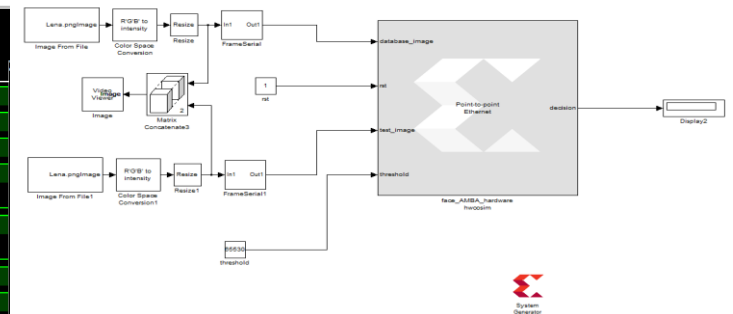 Lena.pngImage
Image From File
R'G'B' to
intensity
Color Space
Conversion
Resize
Resize
In1 Out1
FrameSerial
Video
Viewer
Image
Image
2
Matrix
Concatenate3
1
rst
database_image
rst
test_image
threshold
Point-to-point
Ethernet
decision
face_AMBA_hardware
hwcosim
Display2
Lena.pngImage
Image From File1
R'G'B' to
intensity
Color Space
Conversion1
Resize
Resize1
In1 Out1
FrameSerial1
threshold
System
Generator